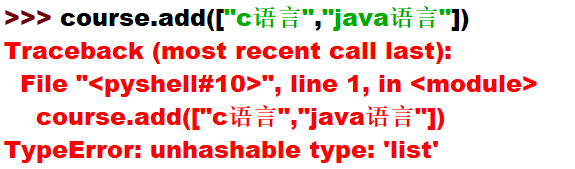 >>> course.add(["c语言","java语言"])
Traceback (most recent call last):
  File "<pyshell#10>", line 1, in <module>
    course.add(["c语言","java语言"])
TypeError: unhashable type: 'list'